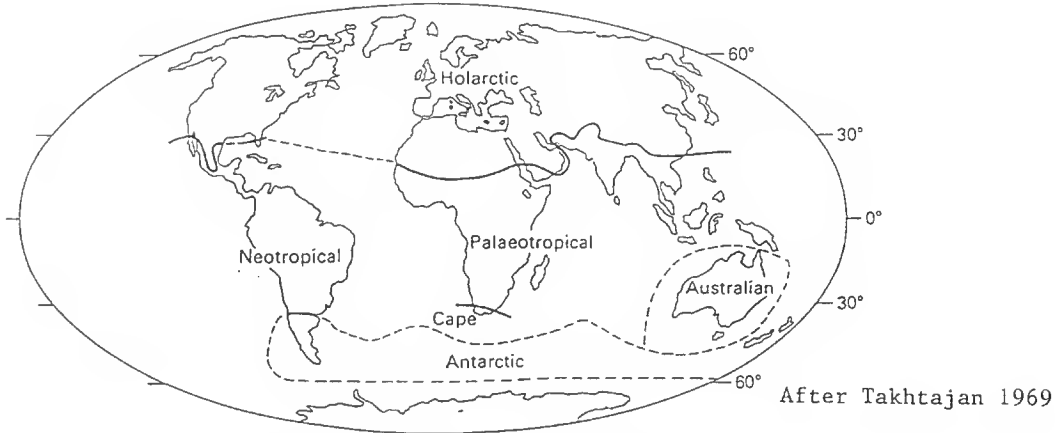 60°
Holarctic
30°
0°
Palaeotropical
Neotropical
Australian
30°
Cape
Antarctic
60°
After Takhtajan 1969